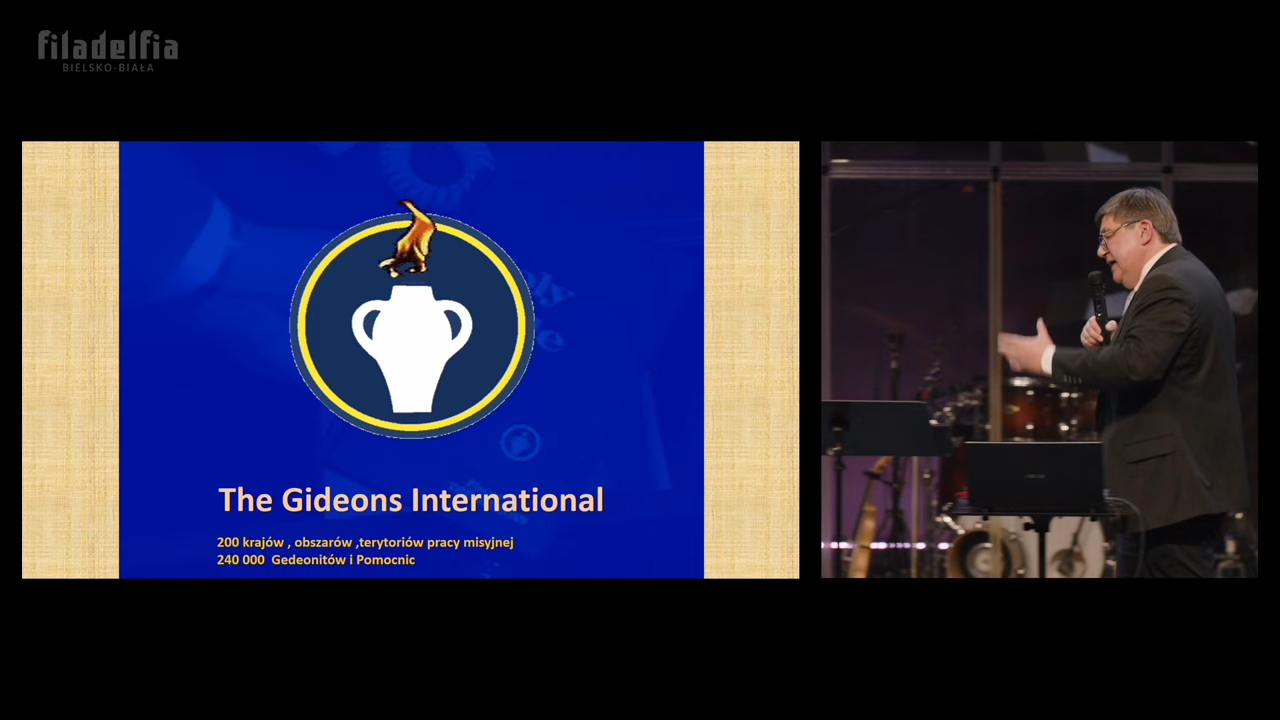 filadelfia
BIELSKO-BIAŁA
The Gideons International
200 krajów , obszarów ,terytoriów pracy misyjnej
240 000 Gedeonitów i Pomocnic